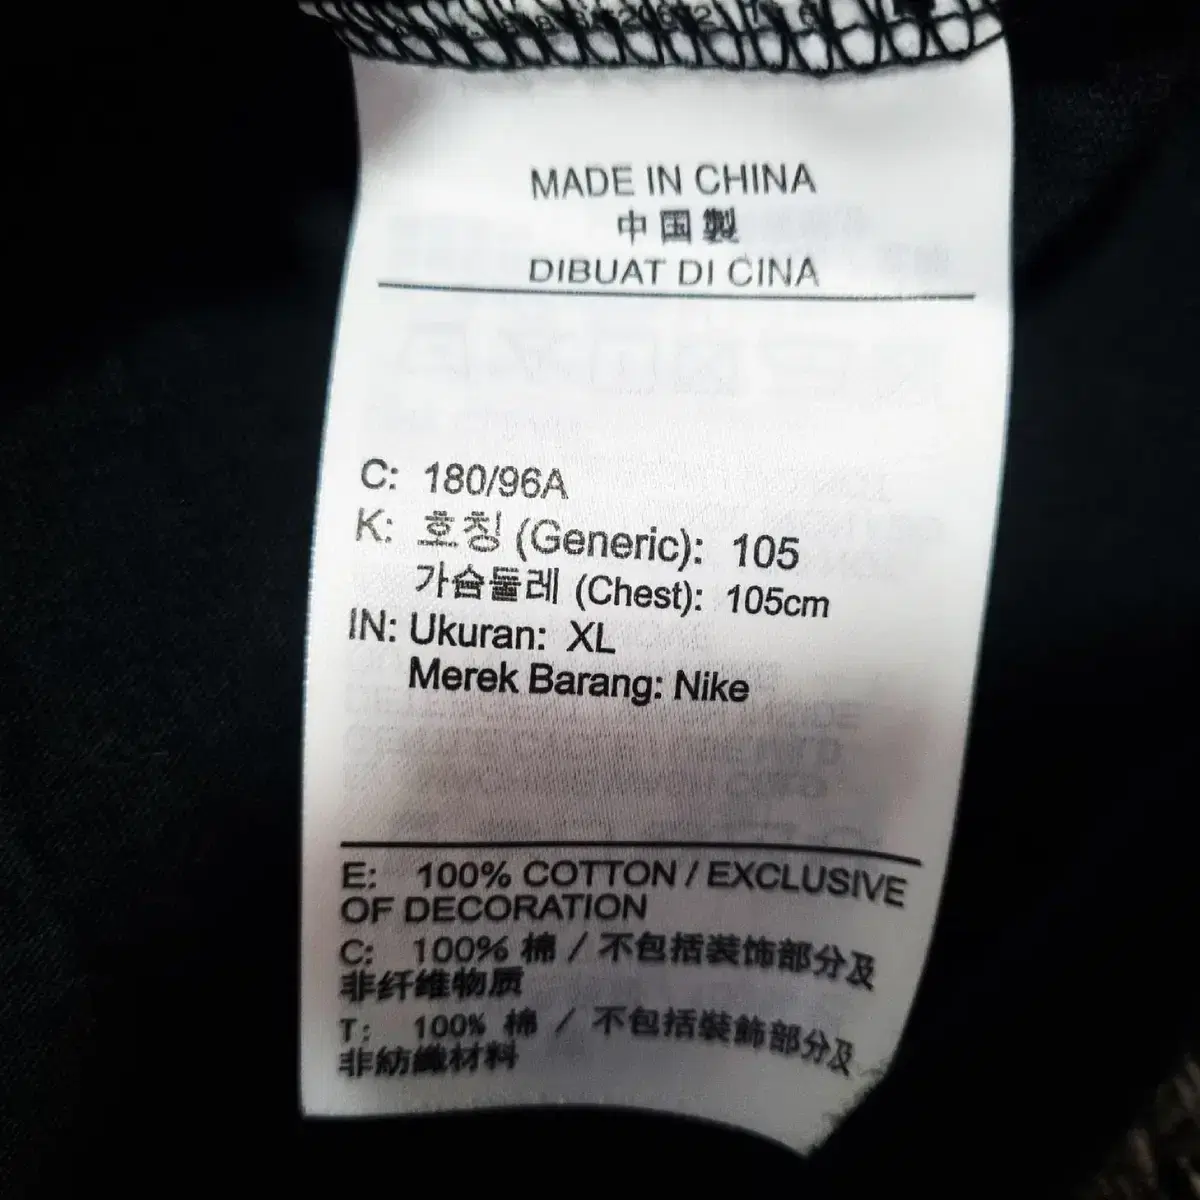 MADE IN CHINA
中国製
DIBUAT DI CINA
C: 180/96A
K: 호칭 (Generic): 105
가슴둘레 (Chest): 105cm
IN: Ukuran: XL
Merek Barang: Nike
E: 100% COTTON / EXCLUSIVE
OF DECORATION
C: 100% 棉 / 不包括装饰部分及
非纤维物质
T: 100% 棉 / 不包括裝飾部分及
非紡織材料